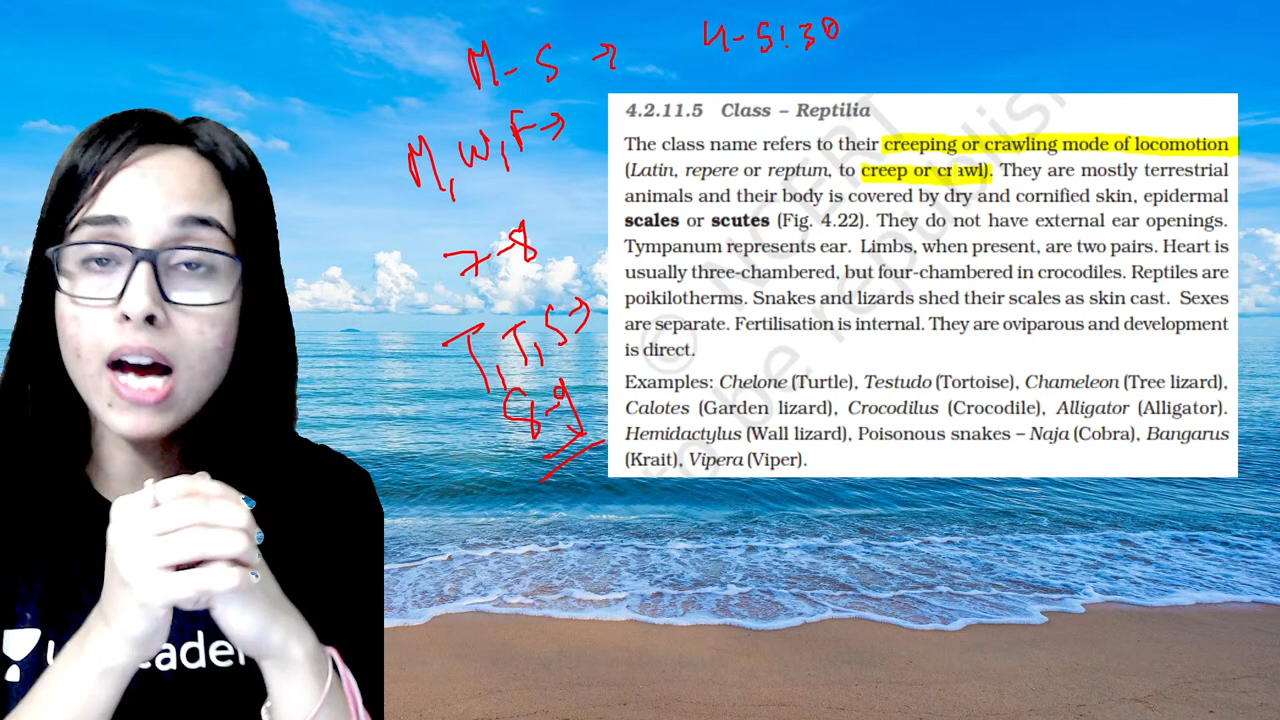 M - S → 4 - 5:30
M, W, F →
7-8
T, T, S →
8-9
4.2.11.5 Class – Reptilia
The class name refers to their creeping or crawling mode of locomotion
(Latin, repere or reptum, to creep or crawl). They are mostly terrestrial
animals and their body is covered by dry and cornified skin, epidermal
scales or scutes (Fig. 4.22). They do not have external ear openings.
Tympanum represents ear. Limbs, when present, are two pairs. Heart is
usually three-chambered, but four-chambered in crocodiles. Reptiles are
poikilotherms. Snakes and lizards shed their scales as skin cast. Sexes
are separate. Fertilisation is internal. They are oviparous and development
is direct.
Examples: Chelone (Turtle), Testudo (Tortoise), Chameleon (Tree lizard),
Calotes (Garden lizard), Crocodilus (Crocodile), Alligator (Alligator).
Hemidactylus (Wall lizard), Poisonous snakes – Naja (Cobra), Bangarus
(Krait), Vipera (Viper).
© NCERT
to be republish